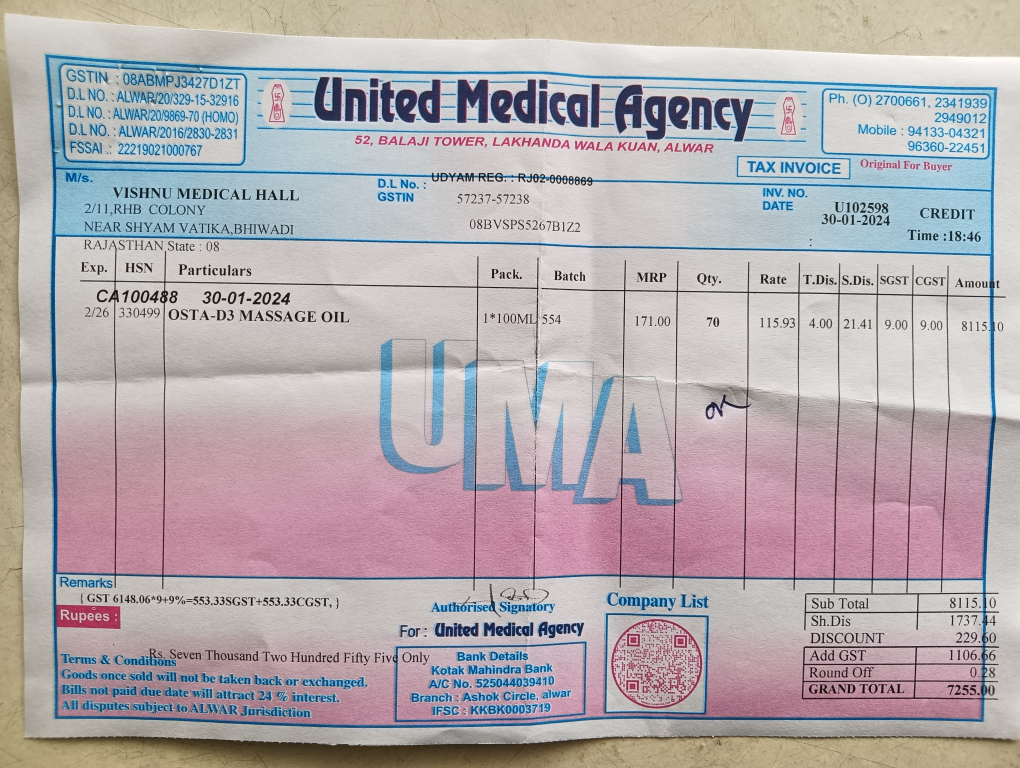 GSTIN : 08ABMPJ3427D1ZT
D.L NO. : ALWAR/20/329-15-32916
D.L NO. : ALWAR/20/9869-70 (HOMO)
D.L NO. : ALWAR/2016/2830-2831
FSSAI .: 22219021000767
United Medical Agency
52, BALAJI TOWER, LAKHANDA WALA KUAN, ALWAR
Ph. (O) 2700661, 2341939
2949012
Mobile : 94133-04321
96360-22451
TAX INVOICE Original For Buyer
M/s.
VISHNU MEDICAL HALL
2/11,RHB COLONY
NEAR SHYAM VATIKA,BHIWADI
RAJASTHAN State : 08
UDYAM REG. : RJ02-0008869
D.L No. : 57237-57238
GSTIN 08BVSPS5267B1Z2
INV. NO. U102598 CREDIT
DATE 30-01-2024
: Time :18:46
Exp. HSN Particulars Pack. Batch MRP Qty. Rate T.Dis. S.Dis. SGST CGST Amount
CA100488 30-01-2024
2/26 330499 OSTA-D3 MASSAGE OIL 1*100ML 554 171.00 70 115.93 4.00 21.41 9.00 9.00 8115.10
UMA
OK
Remarks
{ GST 6148.06*9+9%=553.33SGST+553.33CGST, }
Rupees :
Rs. Seven Thousand Two Hundred Fifty Five Only
Terms & Conditions
Goods once sold will not be taken back or exchanged.
Bills not paid due date will attract 24 % interest.
All disputes subject to ALWAR Jurisdiction
Authorised Signatory
For : United Medical Agency
Bank Details
Kotak Mahindra Bank
A/C No. 525044039410
Branch : Ashok Circle, alwar
IFSC : KKBK0003719
Company List
Sub Total 8115.10
Sh.Dis 1737.44
DISCOUNT 229.60
Add GST 1106.66
Round Off 0.28
GRAND TOTAL 7255.00